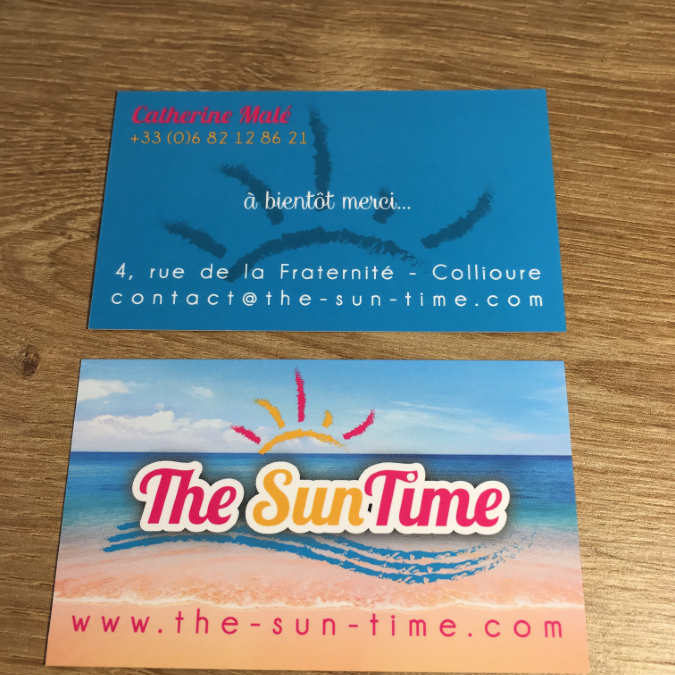 Catherine Malé
+33 (0)6 82 12 86 21
à bientôt merci...
4, rue de la Fraternité - Collioure
contact@the-sun-time.com
The SunTime
www.the-sun-time.com